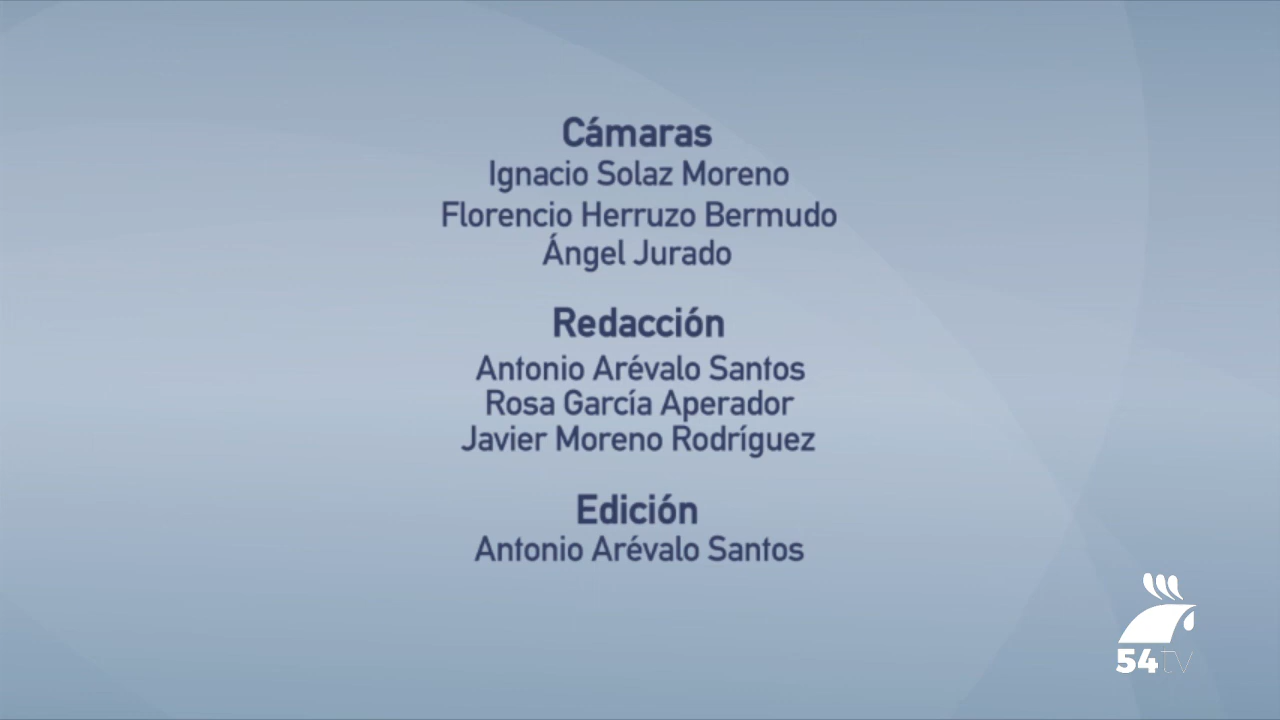 Cámaras
Ignacio Solaz Moreno
Florencio Herruzo Bermudo
Ángel Jurado
Redacción
Antonio Arévalo Santos
Rosa García Aperador
Javier Moreno Rodríguez
Edición
Antonio Arévalo Santos
54tv